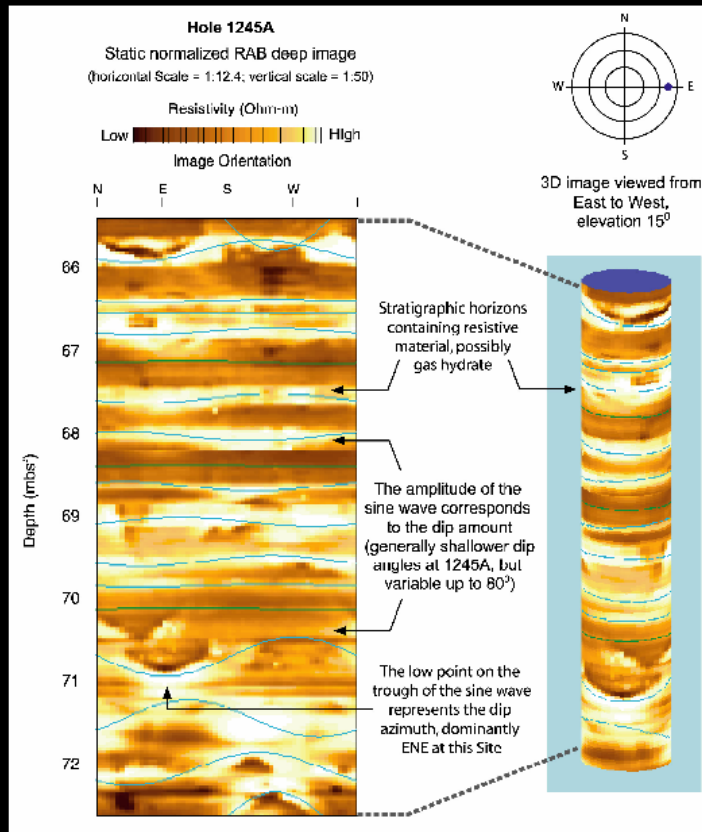 Hole 1245A
Static normalized RAB deep image
(horizontal Scale = 1:12.4; vertical scale = 1:50)
Resistivity (Ohm-m)
Low
HIgh
Image Orientation
N
E
S
W
I
N
W
E
S
3D image viewed from
East to West,
elevation 15⁰
Depth (mbsf)
66
67
68
69
70
71
72
Stratigraphic horizons
containing resistive
material, possibly
gas hydrate
The amplitude of the
sine wave corresponds
to the dip amount
(generally shallower dip
angles at 1245A, but
variable up to 80⁰)
The low point on the
trough of the sine wave
represents the dip
azimuth, dominantly
ENE at this Site